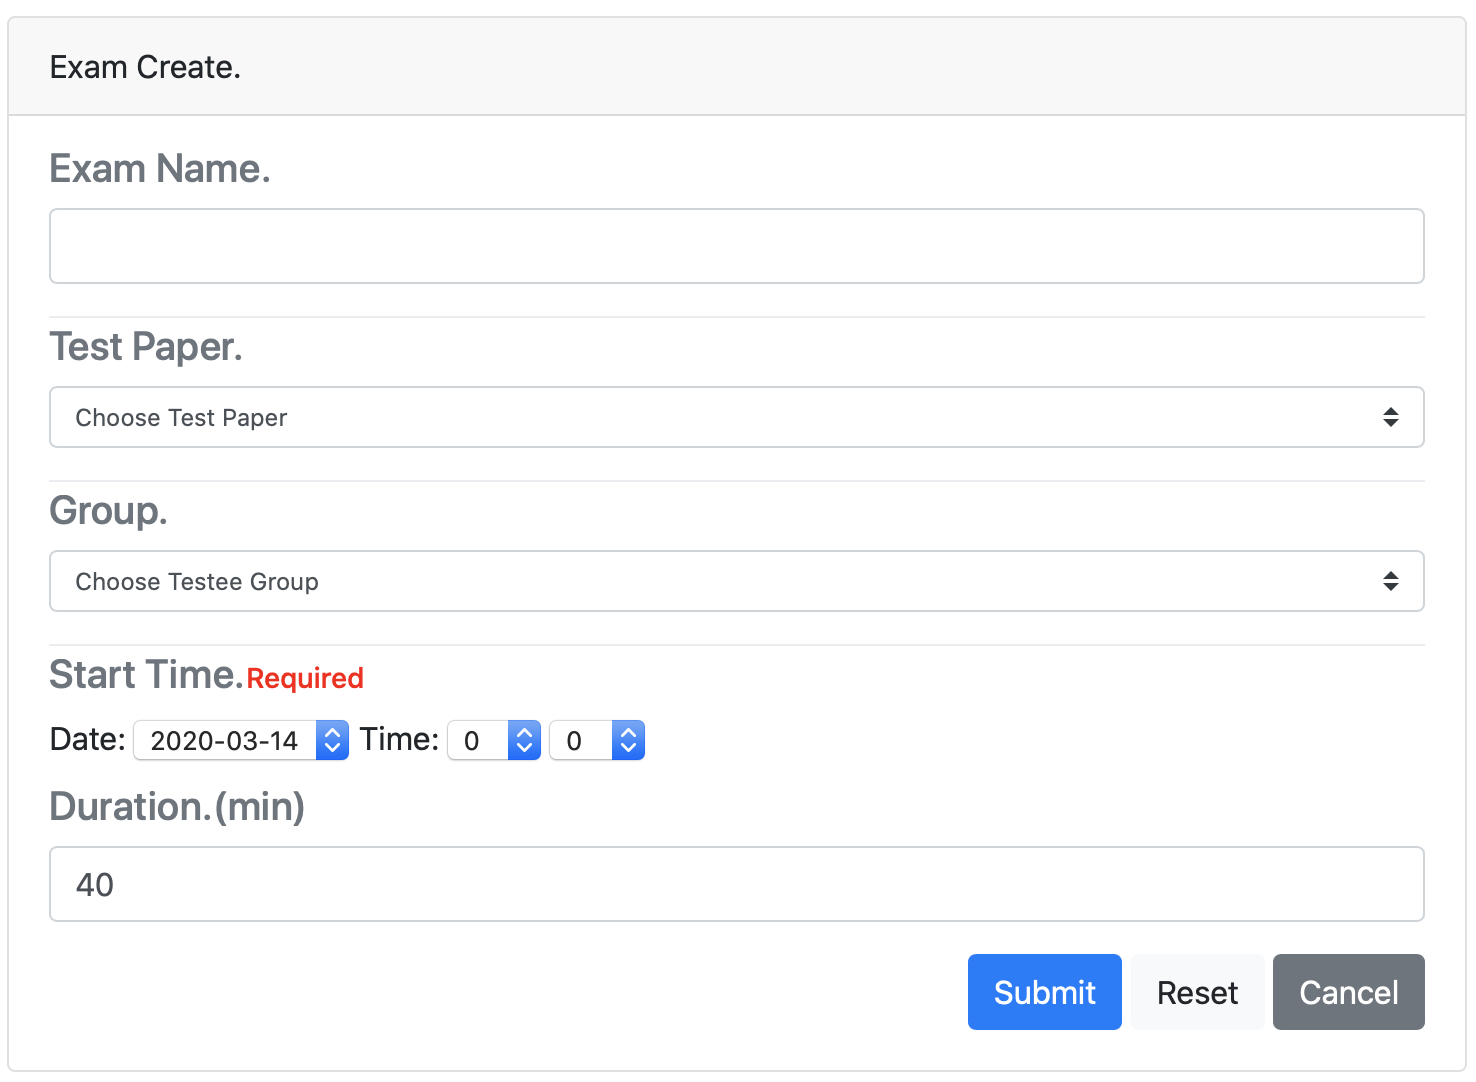 Exam Create.
Exam Name.
Test Paper.
Choose Test Paper
Group.
Choose Testee Group
Start Time.Required
Date: 2020-03-14 Time: 0 0
Duration.(min)
40
Submit Reset Cancel